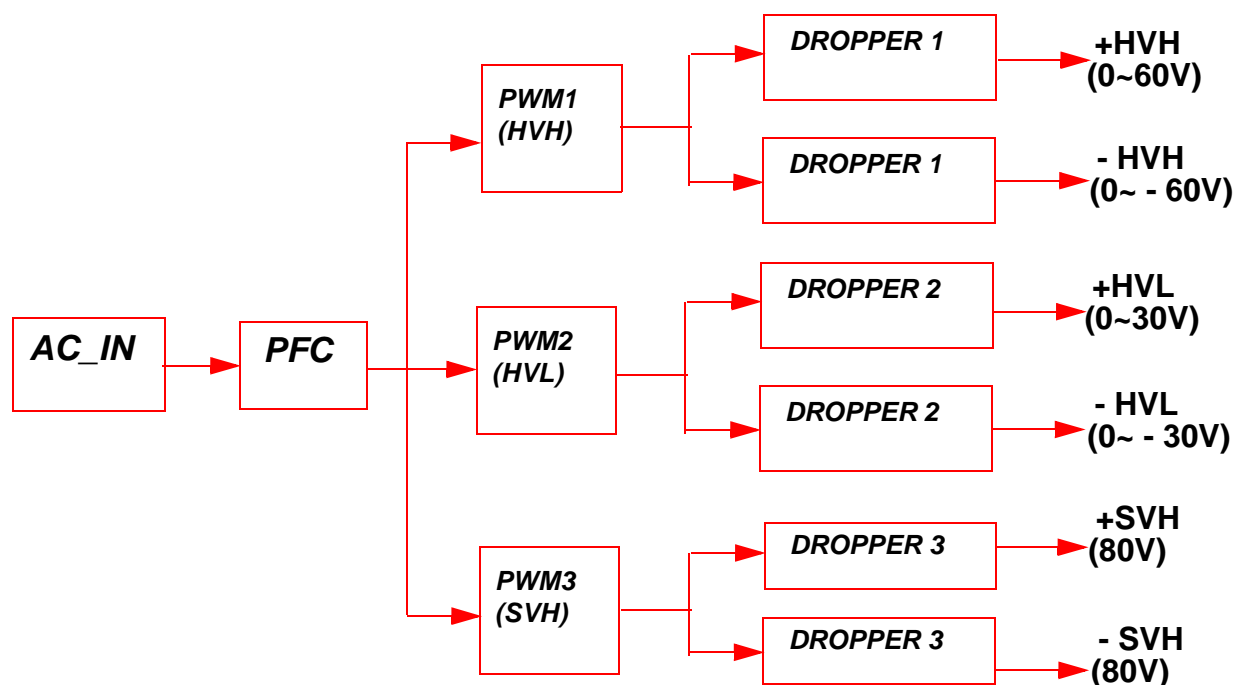 AC_IN
PFC
PWM1
(HVH)
DROPPER 1
+HVH
(0~60V)
DROPPER 1
- HVH
(0~ - 60V)
PWM2
(HVL)
DROPPER 2
+HVL
(0~30V)
DROPPER 2
- HVL
(0~ - 30V)
PWM3
(SVH)
DROPPER 3
+SVH
(80V)
DROPPER 3
- SVH
(80V)